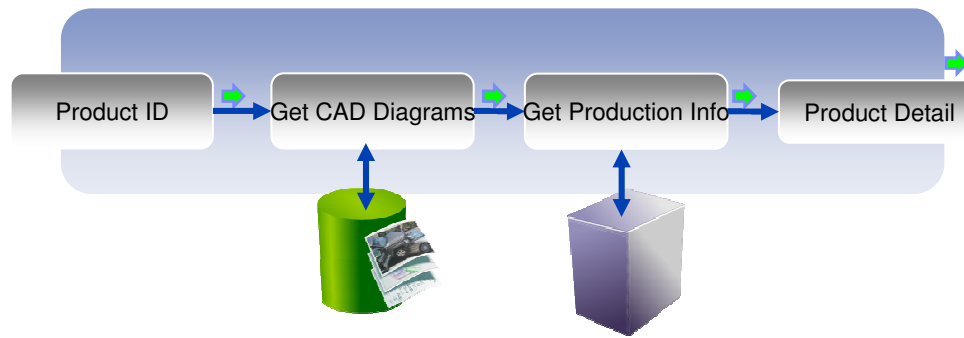 Product ID
Get CAD Diagrams
Get Production Info
Product Detail